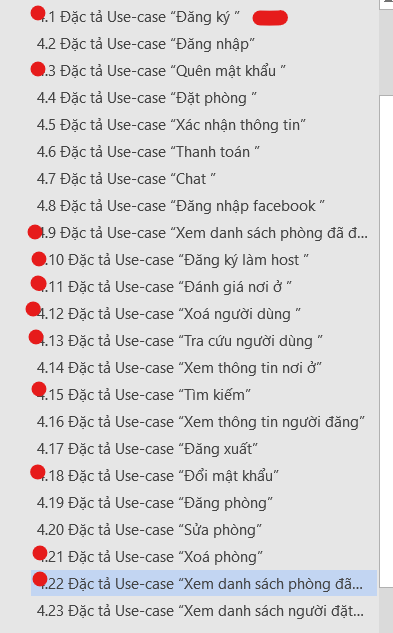 4.1 Đặc tả Use-case “Đăng ký ”
4.2 Đặc tả Use-case “Đăng nhập”
4.3 Đặc tả Use-case “Quên mật khẩu ”
4.4 Đặc tả Use-case “Đặt phòng ”
4.5 Đặc tả Use-case “Xác nhận thông tin”
4.6 Đặc tả Use-case “Thanh toán ”
4.7 Đặc tả Use-case “Chat ”
4.8 Đặc tả Use-case “Đăng nhập facebook ”
4.9 Đặc tả Use-case “Xem danh sách phòng đã đ...
4.10 Đặc tả Use-case “Đăng ký làm host ”
4.11 Đặc tả Use-case “Đánh giá nơi ở ”
4.12 Đặc tả Use-case “Xoá người dùng ”
4.13 Đặc tả Use-case “Tra cứu người dùng ”
4.14 Đặc tả Use-case “Xem thông tin nơi ở”
4.15 Đặc tả Use-case “Tìm kiếm”
4.16 Đặc tả Use-case “Xem thông tin người đăng”
4.17 Đặc tả Use-case “Đăng xuất”
4.18 Đặc tả Use-case “Đổi mật khẩu”
4.19 Đặc tả Use-case “Đăng phòng”
4.20 Đặc tả Use-case “Sửa phòng”
4.21 Đặc tả Use-case “Xoá phòng”
4.22 Đặc tả Use-case “Xem danh sách phòng đã...
4.23 Đặc tả Use-case “Xem danh sách người đặt...